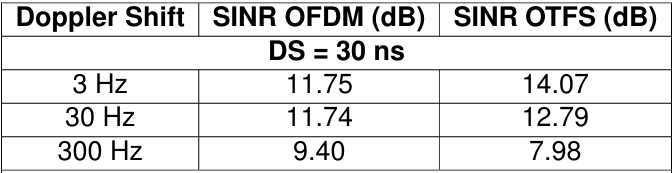 Doppler Shift SINR OFDM (dB) SINR OTFS (dB)
DS = 30 ns
3 Hz 11.75 14.07
30 Hz 11.74 12.79
300 Hz 9.40 7.98